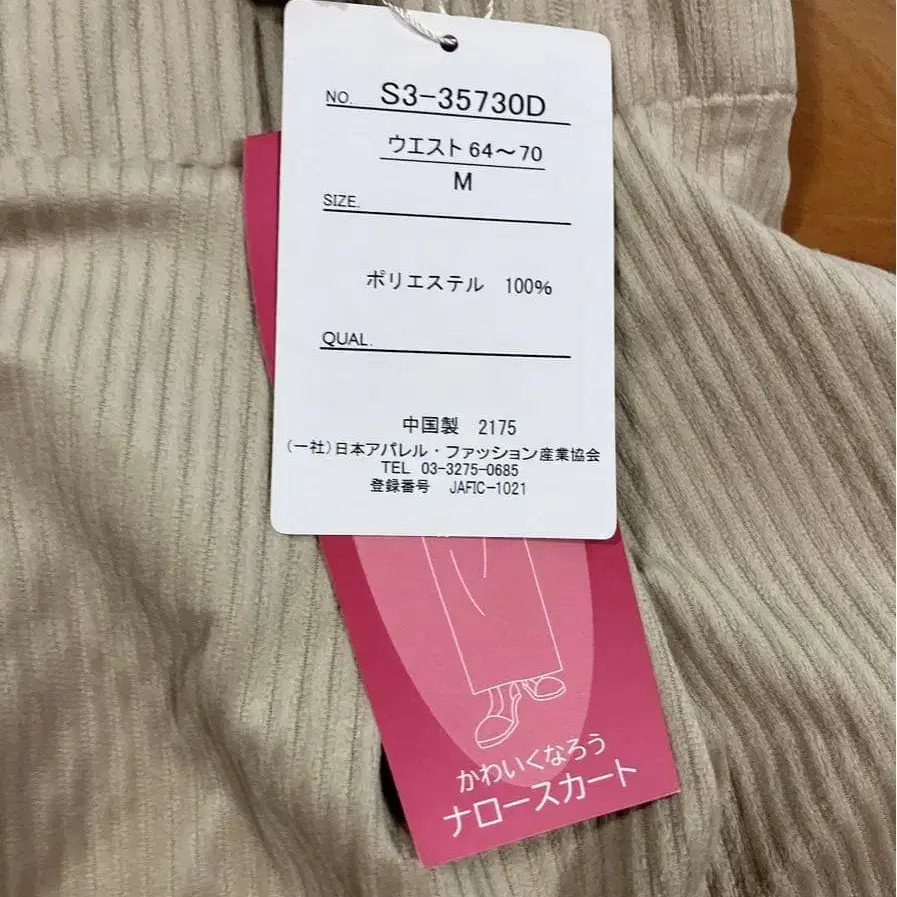 NO. S3-35730D
ウエスト 64～70
M
SIZE.
ポリエステル 100%
QUAL.
中国製 2175
（一社）日本アパレル・ファッション産業協会
TEL 03-3275-0685
登録番号 JAFIC-1021
かわいくなろう
ナロースカート